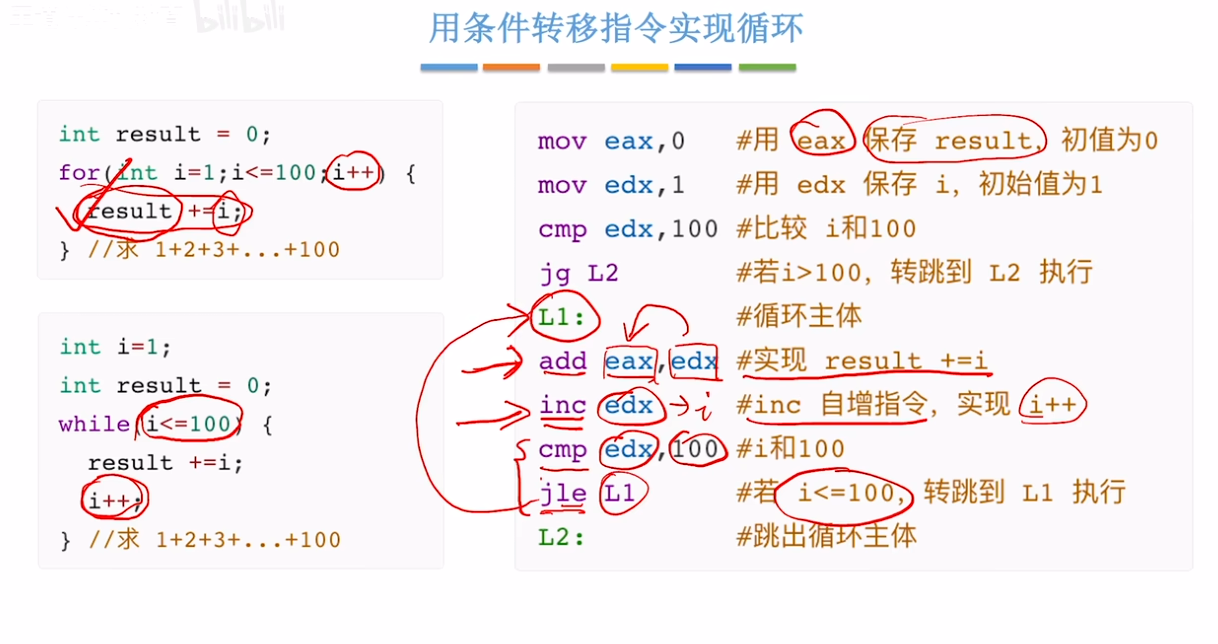 bilibili
用条件转移指令实现循环
int result = 0;
for(int i=1;i<=100;i++) {
result +=i;
} //求 1+2+3+...+100
int i=1;
int result = 0;
while(i<=100) {
result +=i;
i++;
} //求 1+2+3+...+100
mov eax,0 #用 eax 保存 result，初值为0
mov edx,1 #用 edx 保存 i，初始值为1
cmp edx,100 #比较 i和100
jg L2 #若i>100，转跳到 L2 执行
L1: #循环主体
add eax,edx #实现 result +=i
inc edx →i #inc 自增指令，实现 i++
cmp edx,100 #i和100
jle L1 #若 i<=100，转跳到 L1 执行
L2: #跳出循环主体